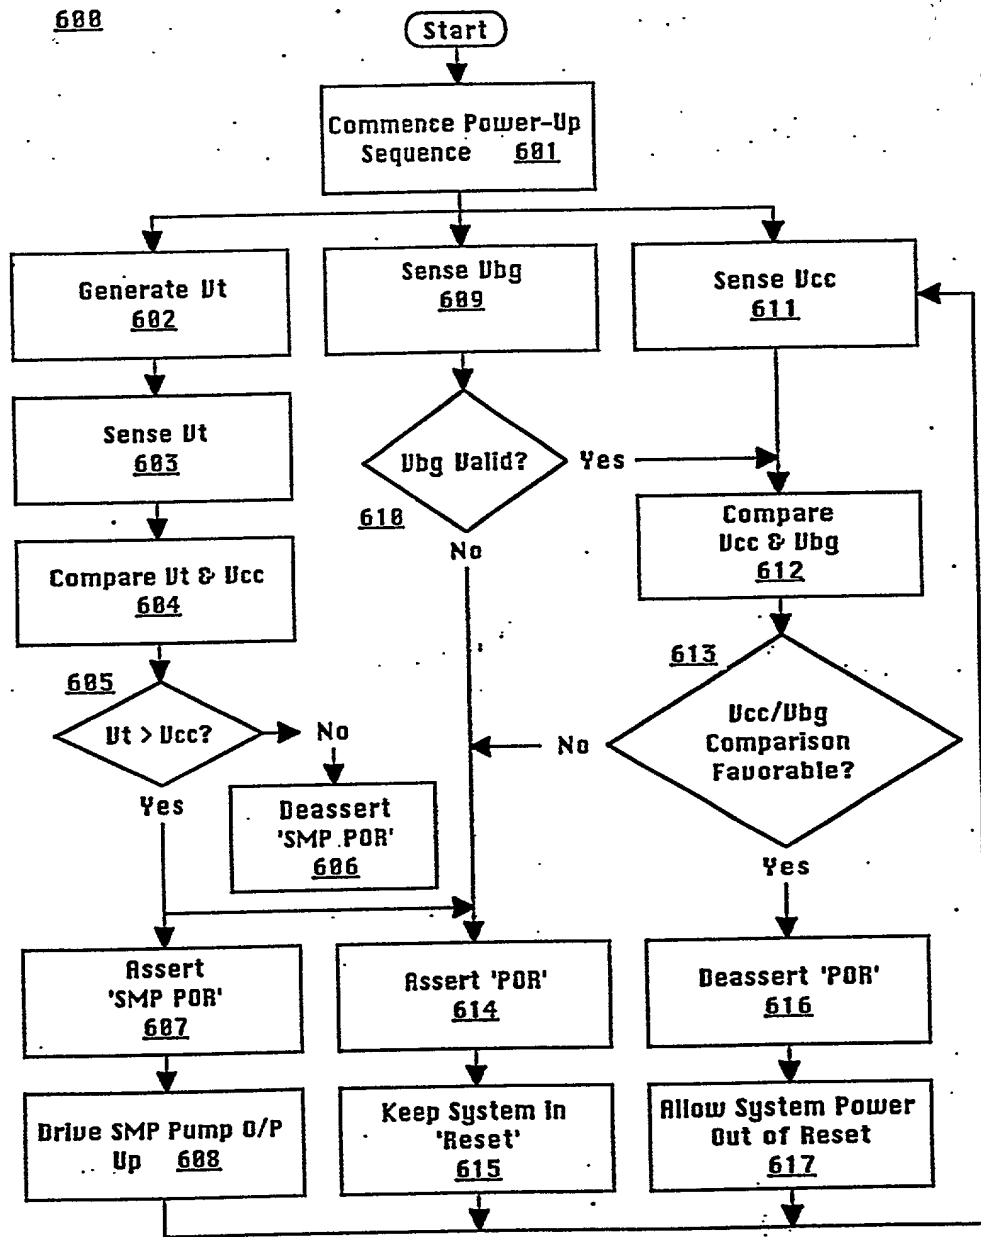 600
Start
Commence Power-Up
Sequence 601
Generate Vt
602
Sense Vbg
609
Sense Vcc
611
Sense Vt
603
Vbg Valid?
Yes
610
No
Compare
Vcc & Vbg
612
Compare Vt & Vcc
604
605
Vt > Vcc?
No
Yes
Deassert
'SMP POR'
606
613
Vcc/Vbg
Comparison
Favorable?
No
Yes
Assert
'SMP POR'
607
Assert 'POR'
614
Deassert 'POR'
616
Drive SMP Pump O/P
Up 608
Keep System In
'Reset'
615
Allow System Power
Out of Reset
617